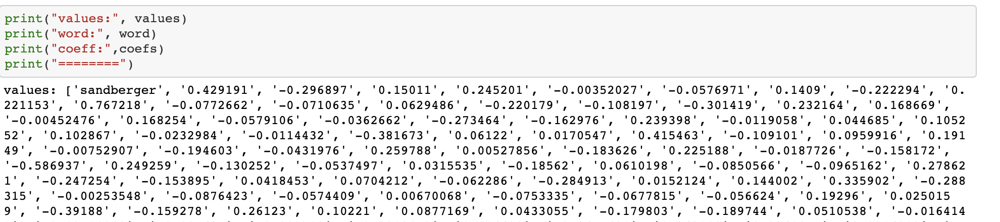 print("values:", values)
print("word:", word)
print("coeff:",coefs)
print("========")
values: ['sandberger', '0.429191', '-0.296897', '0.15011', '0.245201', '-0.00352027', '-0.0576971', '0.1409', '-0.222294', '0.
221153', '0.767218', '-0.0772662', '-0.0710635', '0.0629486', '-0.220179', '-0.108197', '-0.301419', '0.232164', '0.168669',
'-0.00452476', '0.168254', '-0.0579106', '-0.0362662', '-0.273464', '-0.162976', '0.239398', '-0.0119058', '0.044685', '0.1052
52', '0.102867', '-0.0232984', '-0.0114432', '-0.381673', '0.06122', '0.0170547', '0.415463', '-0.109101', '0.0959916', '0.191
49', '-0.00752907', '-0.194603', '-0.0431976', '0.259788', '0.00527856', '-0.183626', '0.225188', '-0.0187726', '-0.158172',
'-0.586937', '0.249259', '-0.130252', '-0.0537497', '0.0315535', '-0.18562', '0.0610198', '-0.0850566', '-0.0965162', '0.27862
1', '-0.247254', '-0.153895', '0.0418453', '0.0704212', '-0.062286', '-0.284913', '0.0152124', '0.144002', '0.335902', '-0.288
315', '-0.00253548', '-0.0876423', '-0.0574409', '0.00670068', '-0.0753335', '-0.0677815', '-0.056624', '0.19296', '0.025015
9', '-0.39188', '-0.159278', '0.26123', '0.10221', '0.0877169', '0.0433055', '-0.179803', '-0.189744', '0.0510538', '-0.016414